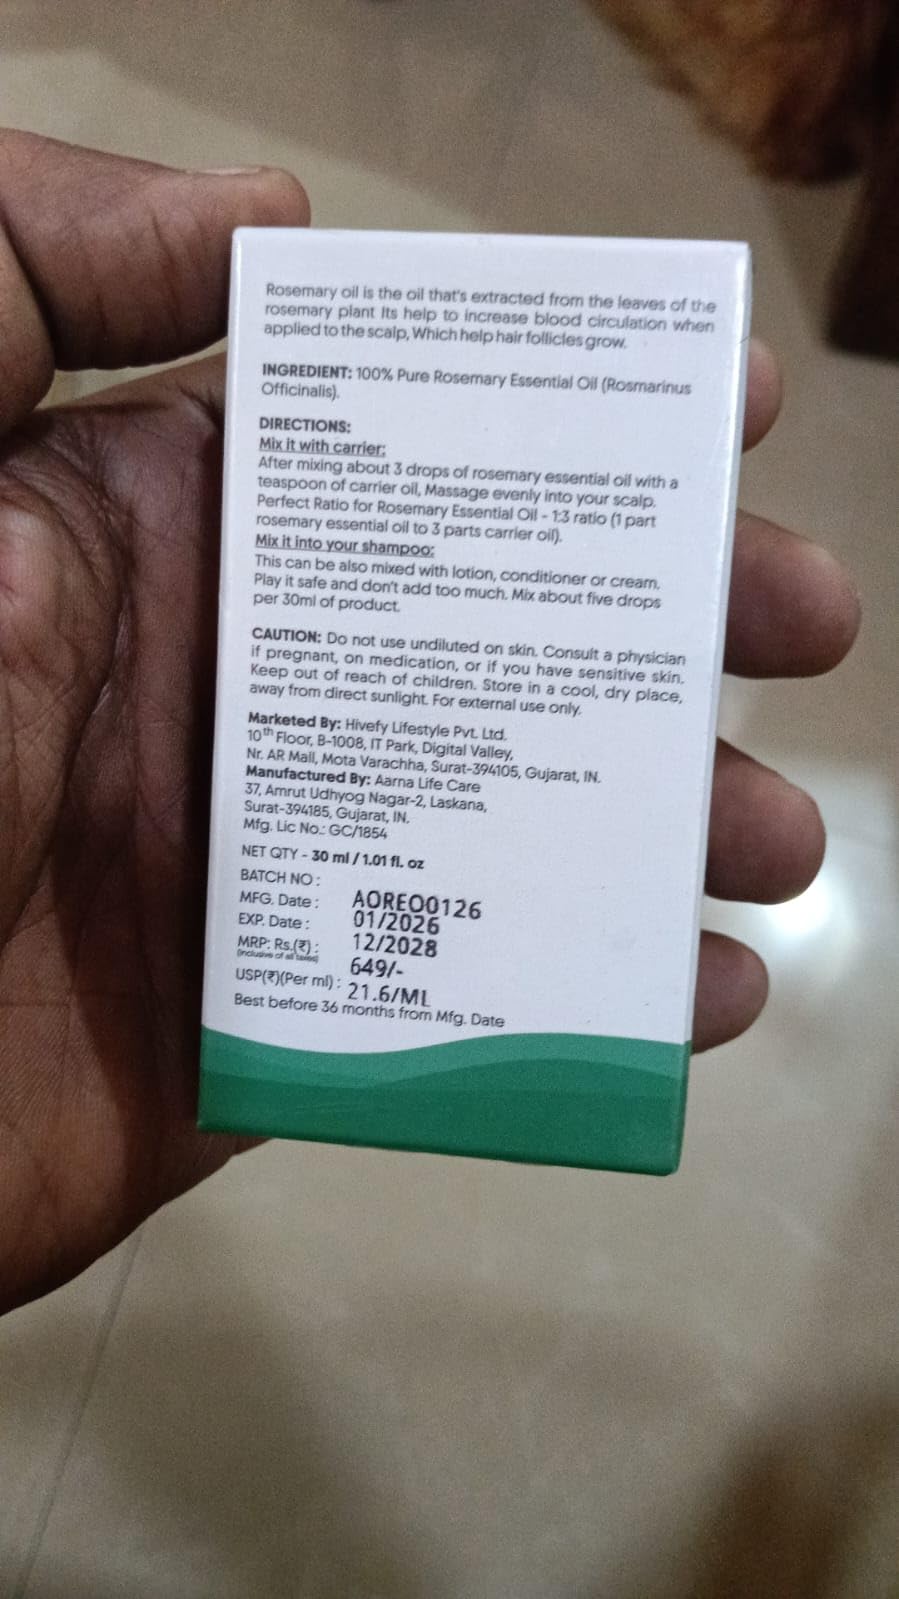 Rosemary oil is the oil that's extracted from the leaves of the
rosemary plant Its help to increase blood circulation when
applied to the scalp, Which help hair follicles grow.
INGREDIENT: 100% Pure Rosemary Essential Oil (Rosmarinus
Officinalis).
DIRECTIONS:
Mix it with carrier:
After mixing about 3 drops of rosemary essential oil with a
teaspoon of carrier oil, Massage evenly into your scalp.
Perfect Ratio for Rosemary Essential Oil - 1:3 ratio (1 part
rosemary essential oil to 3 parts carrier oil).
Mix it into your shampoo:
This can be also mixed with lotion, conditioner or cream.
Play it safe and don't add too much. Mix about five drops
per 30ml of product.
CAUTION: Do not use undiluted on skin. Consult a physician
if pregnant, on medication, or if you have sensitive skin.
Keep out of reach of children. Store in a cool, dry place,
away from direct sunlight. For external use only.
Marketed By: Hivefy Lifestyle Pvt. Ltd.
10th Floor, B-1008, IT Park, Digital Valley,
Nr. AR Mall, Mota Varachha, Surat-394105, Gujarat, IN.
Manufactured By: Aarna Life Care
37, Amrut Udhyog Nagar-2, Laskana,
Surat-394185, Gujarat, IN.
Mfg. Lic No.: GC/1854
NET QTY - 30 ml / 1.01 fl. oz
BATCH NO : AOREO0126
MFG. Date : 01/2026
EXP. Date : 12/2028
MRP: Rs.(₹) : 649/-
(Inclusive of all taxes)
USP(₹)(Per ml) : 21.6/ML
Best before 36 months from Mfg. Date